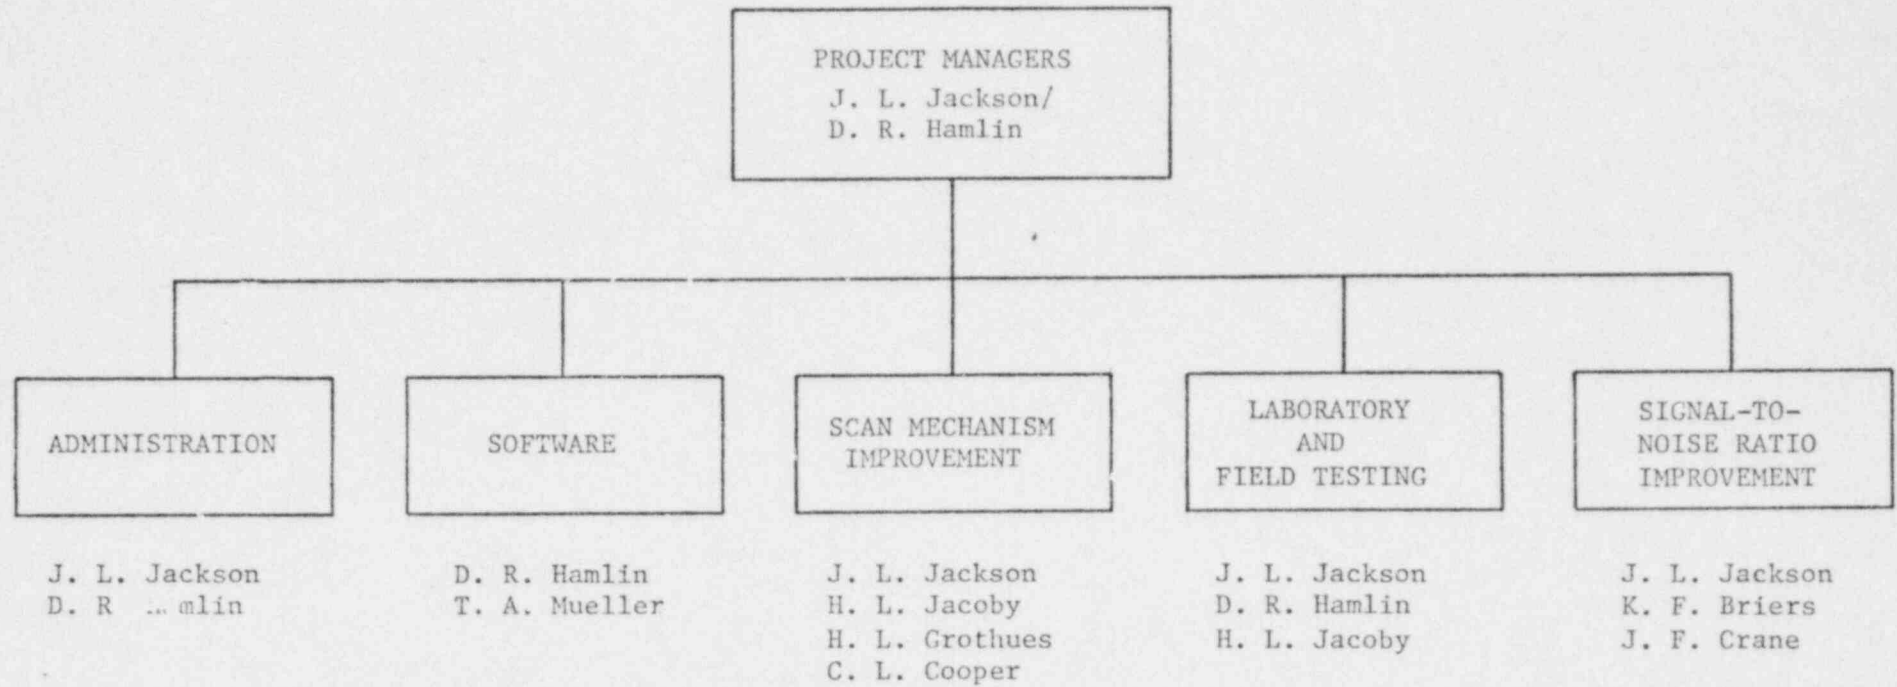 PROJECT MANAGERS
J. L. Jackson/
D. R. Hamlin
ADMINISTRATION
J. L. Jackson
D. R
SOFTWARE
D. R. Hamlin
T. A. Mueller
SCAN MECHANISM
IMPROVEMENT
J. L. Jackson
H. L. Jacoby
H. L. Grothues
C. L. Cooper
LABORATORY
AND
FIELD TESTING
J. L. Jackson
D. R. Hamlin
H. L. Jacoby
SIGNAL-TO-
NOISE RATIO
IMPROVEMENT
J. L. Jackson
K. F. Briers
J. F. Crane